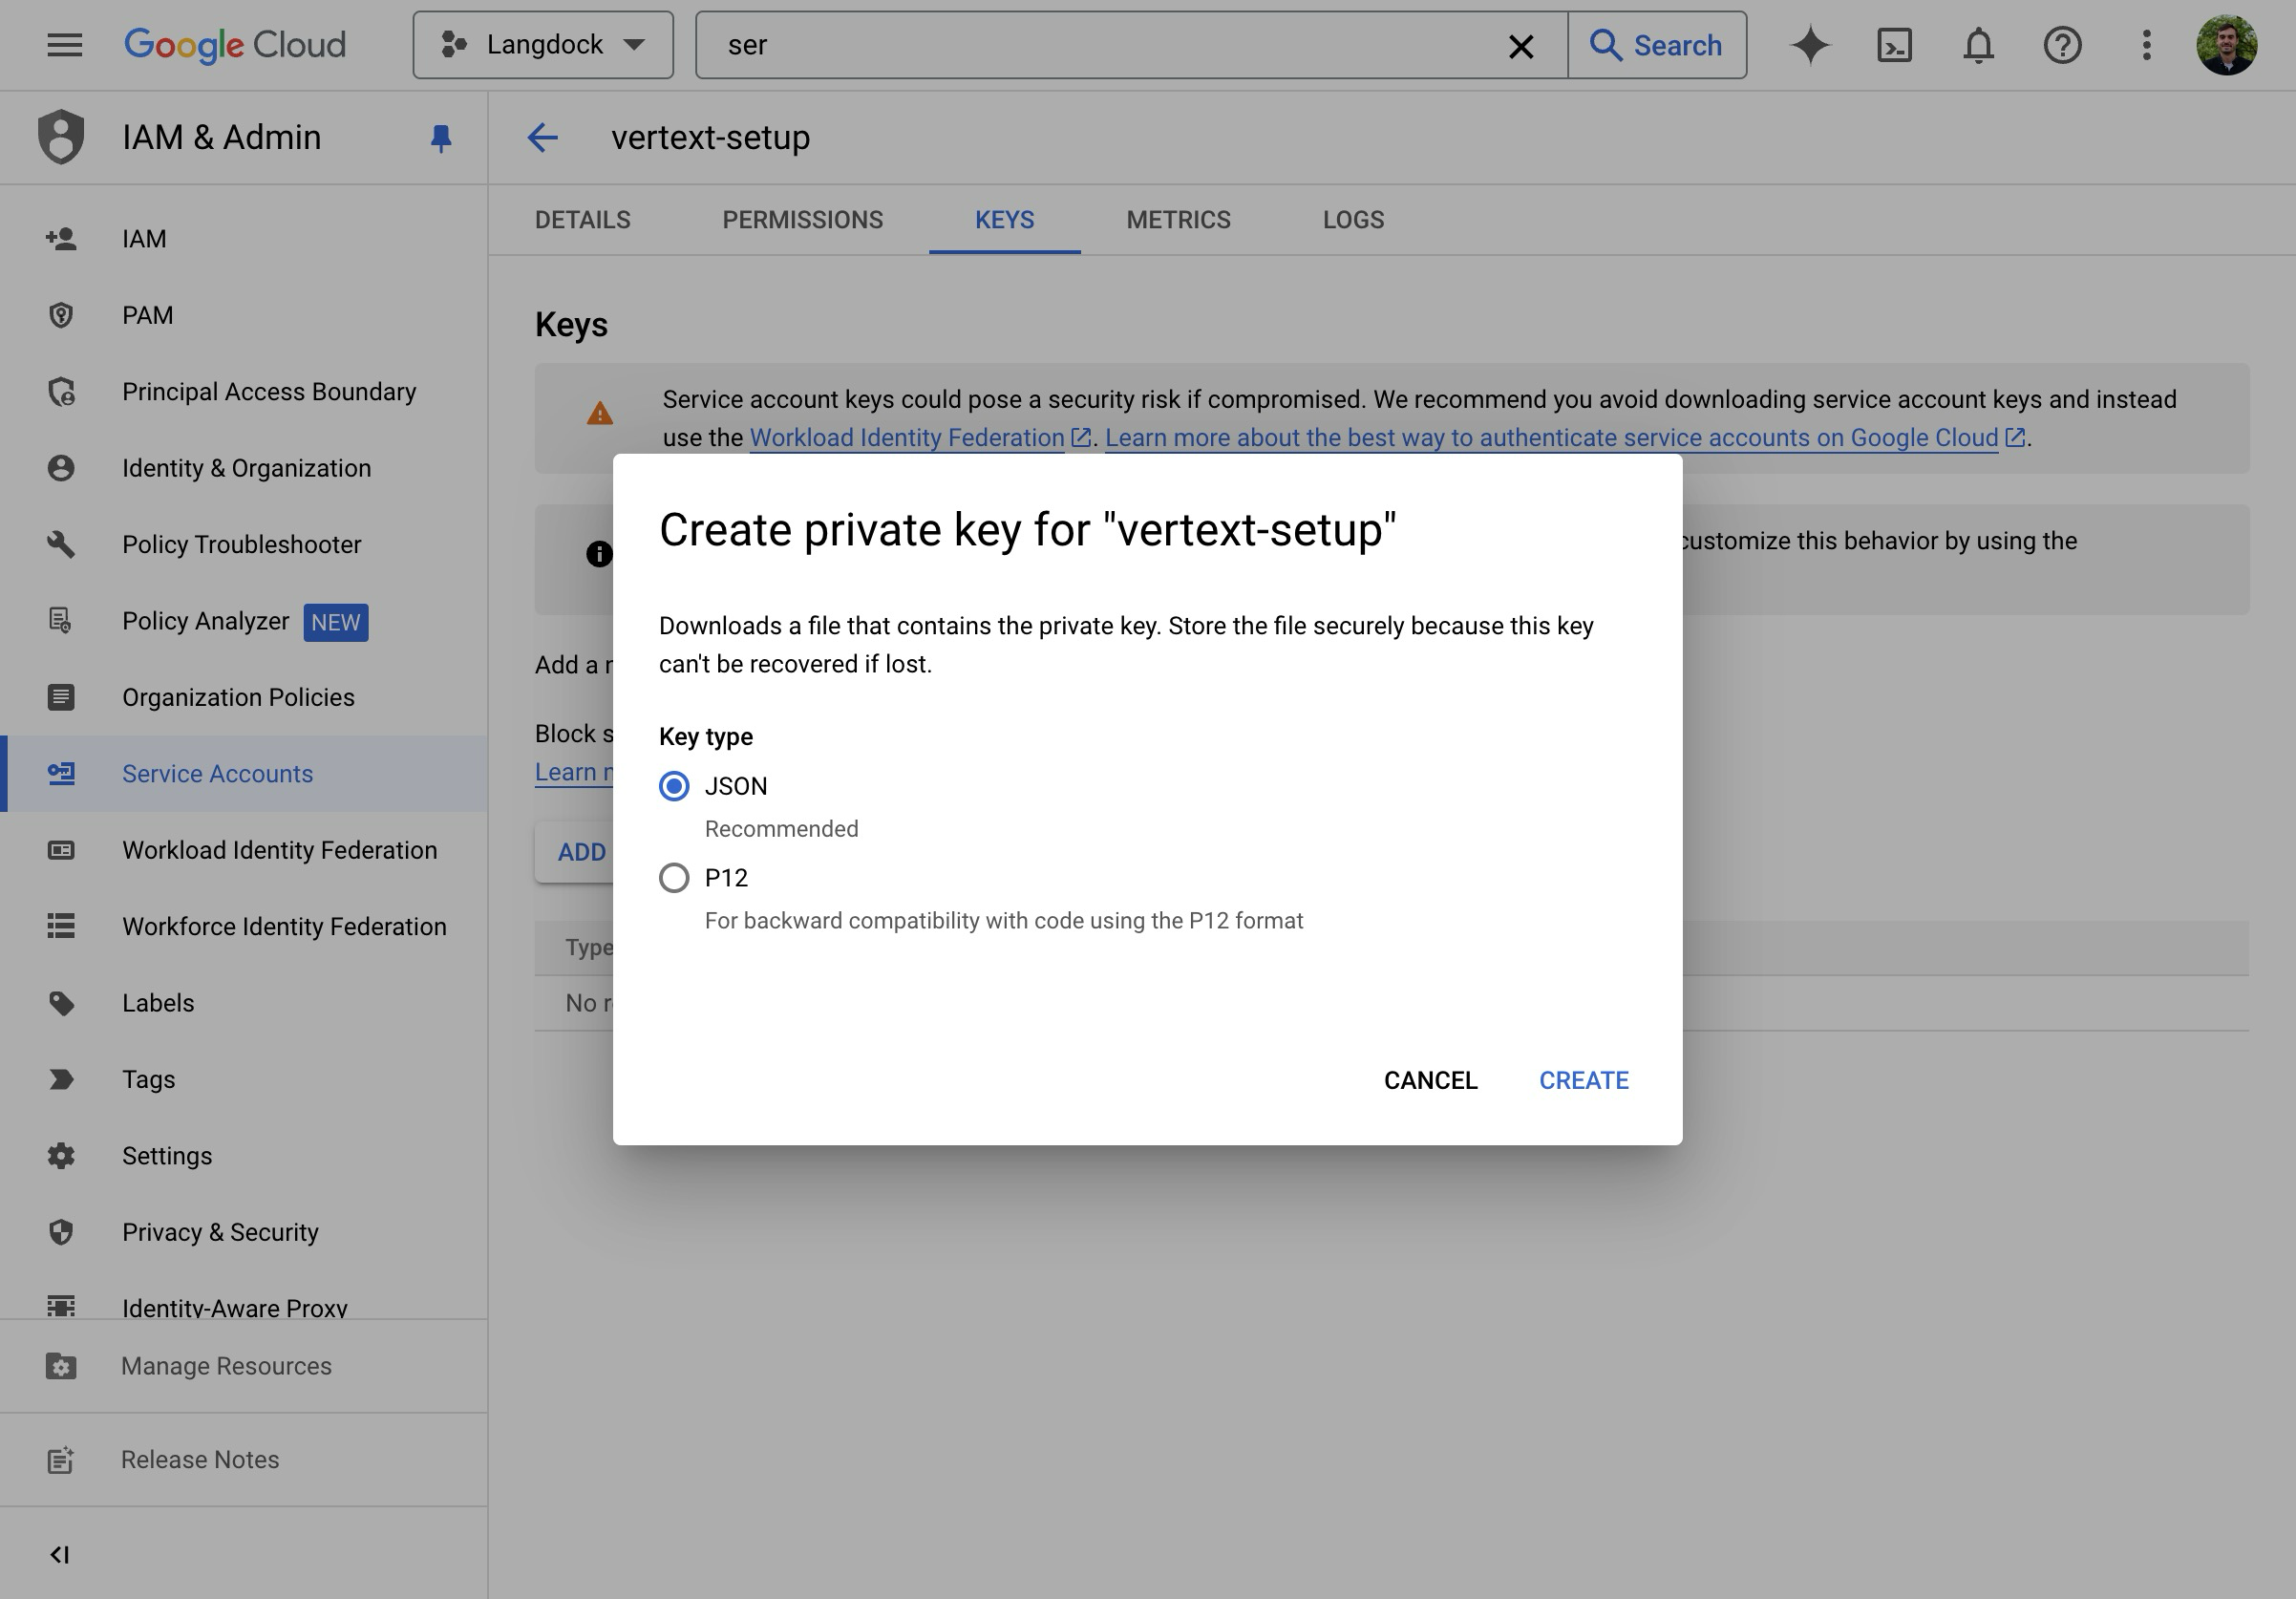 Google Cloud
Langdock
ser
Search
IAM & Admin
vertext-setup
DETAILS
PERMISSIONS
KEYS
METRICS
LOGS
IAM
PAM
Principal Access Boundary
Identity & Organization
Policy Troubleshooter
Policy Analyzer NEW
Organization Policies
Service Accounts
Workload Identity Federation
Workforce Identity Federation
Labels
Tags
Settings
Privacy & Security
Identity-Aware Proxy
Manage Resources
Release Notes
Keys
Service account keys could pose a security risk if compromised. We recommend you avoid downloading service account keys and instead
use the Workload Identity Federation. Learn more about the best way to authenticate service accounts on Google Cloud.
customize this behavior by using the
Add a
Block
Learn
ADD
Type
No
Create private key for "vertext-setup"
Downloads a file that contains the private key. Store the file securely because this key
can't be recovered if lost.
Key type
JSON
Recommended
P12
For backward compatibility with code using the P12 format
CANCEL
CREATE